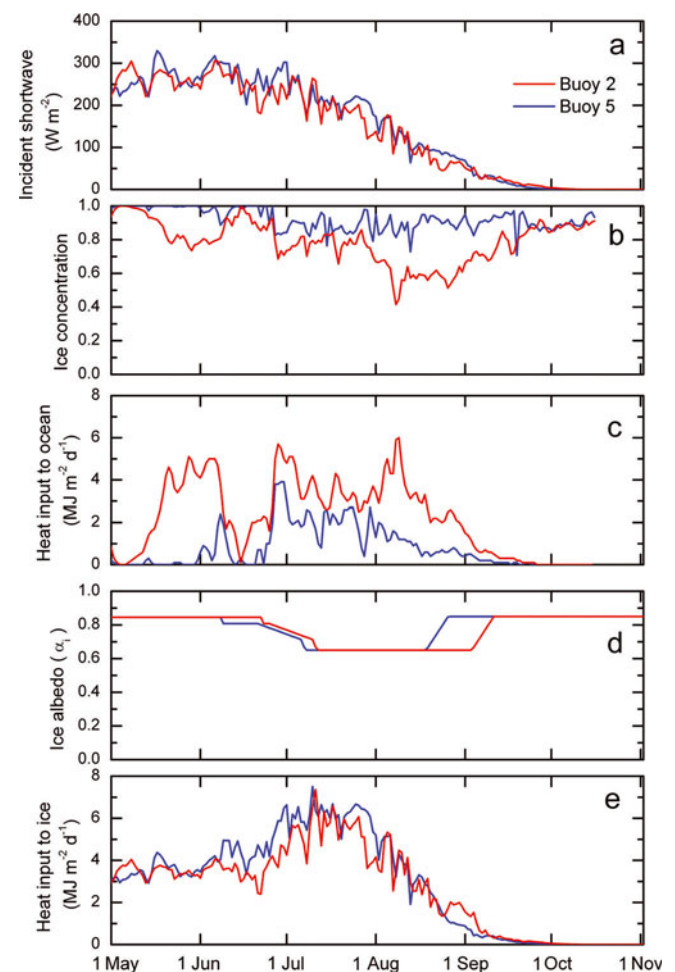 400
300
200
100
0
Incident shortwave
(W m-2)
a
Buoy 2
Buoy 5
1.0
0.8
0.6
0.4
0.2
0.0
Ice concentration
b
8
6
4
2
0
Heat input to ocean
(MJ m-2 d-1)
c
1.0
0.8
0.6
0.4
0.2
0.0
Ice albedo (αi)
d
8
6
4
2
0
Heat input to ice
(MJ m-2 d-1)
e
1 May 1 Jun 1 Jul 1 Aug 1 Sep 1 Oct 1 Nov